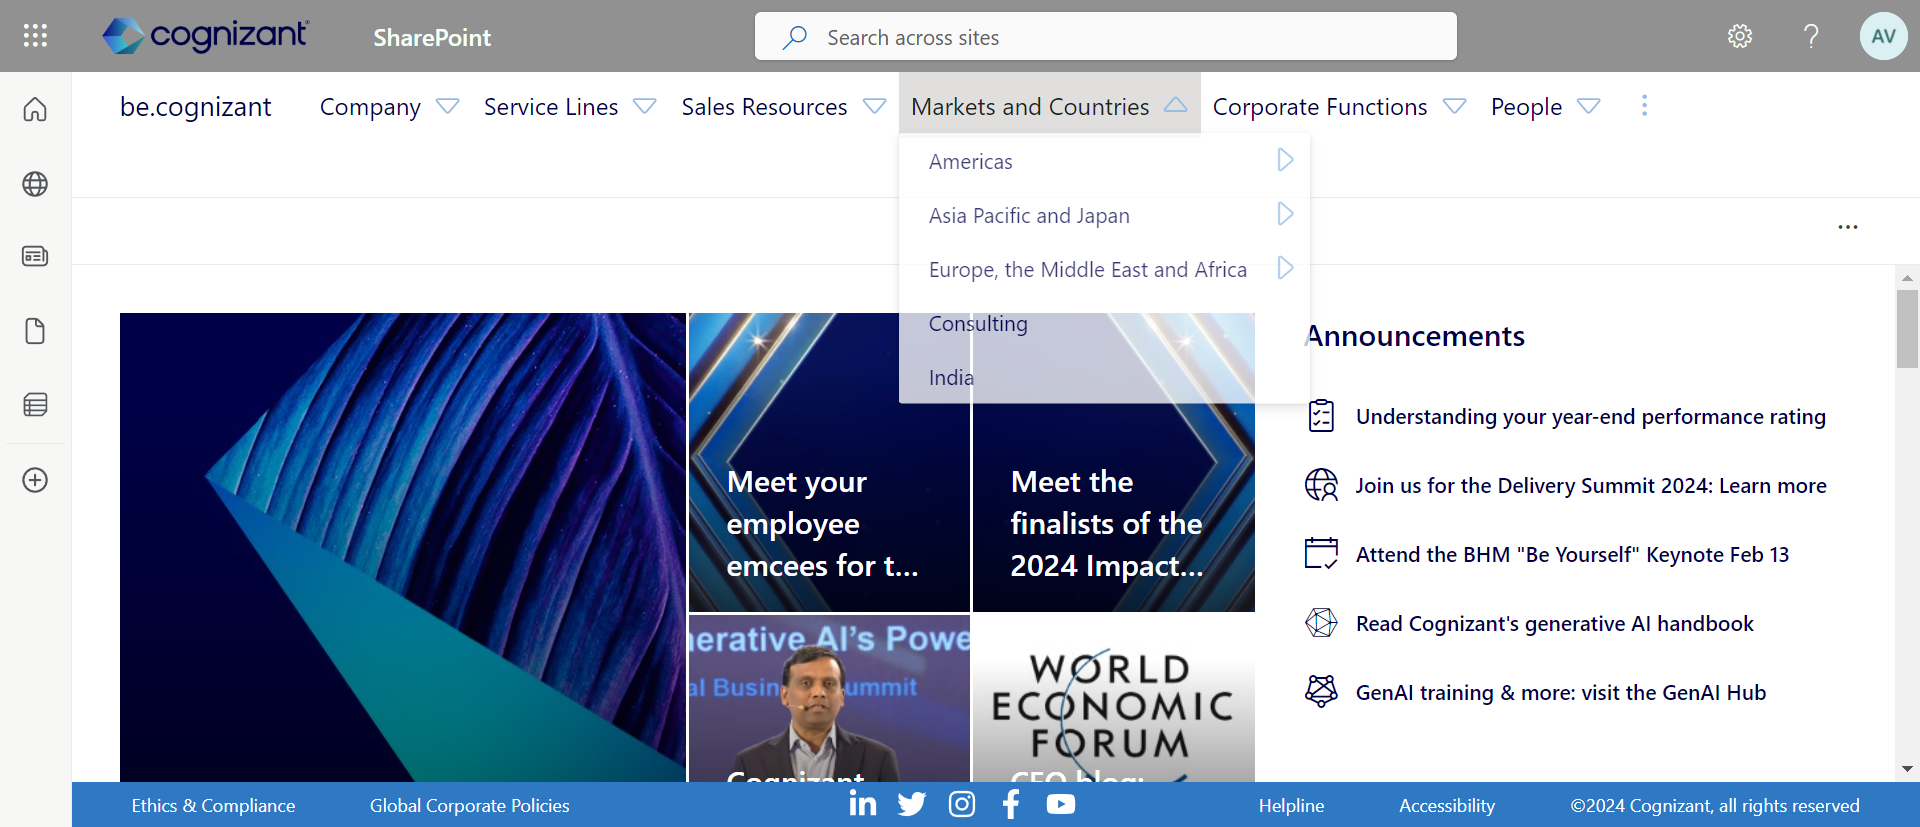 cognizant
SharePoint
Search across sites
AV
be.cognizant
Company
Service Lines
Sales Resources
Markets and Countries
Corporate Functions
People
Americas
Asia Pacific and Japan
Europe, the Middle East and Africa
Consulting
India
Meet your
employee
emcees for t...
Meet the
finalists of the
2024 Impact...
nerative AI's Powe
al Busin
ummit
Cognizant
WORLD
ECONOMIC
FORUM
CEO blog:
Announcements
Understanding your year-end performance rating
Join us for the Delivery Summit 2024: Learn more
Attend the BHM "Be Yourself" Keynote Feb 13
Read Cognizant's generative AI handbook
GenAI training & more: visit the GenAI Hub
Ethics & Compliance
Global Corporate Policies
Helpline
Accessibility
©2024 Cognizant, all rights reserved